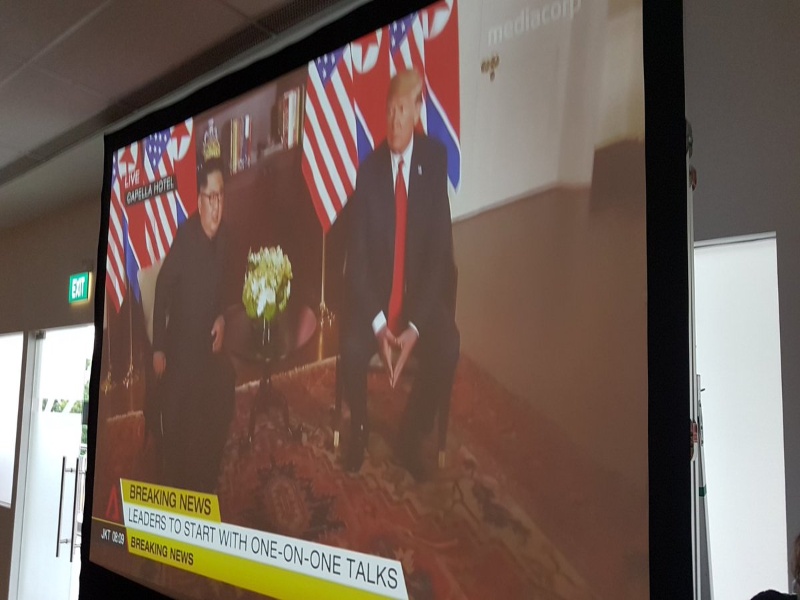 mediacorp
LIVE
CAPELLA HOTEL
EXIT
BREAKING NEWS
LEADERS TO START WITH ONE-ON-ONE TALKS
JKT 08:09
BREAKING NEWS